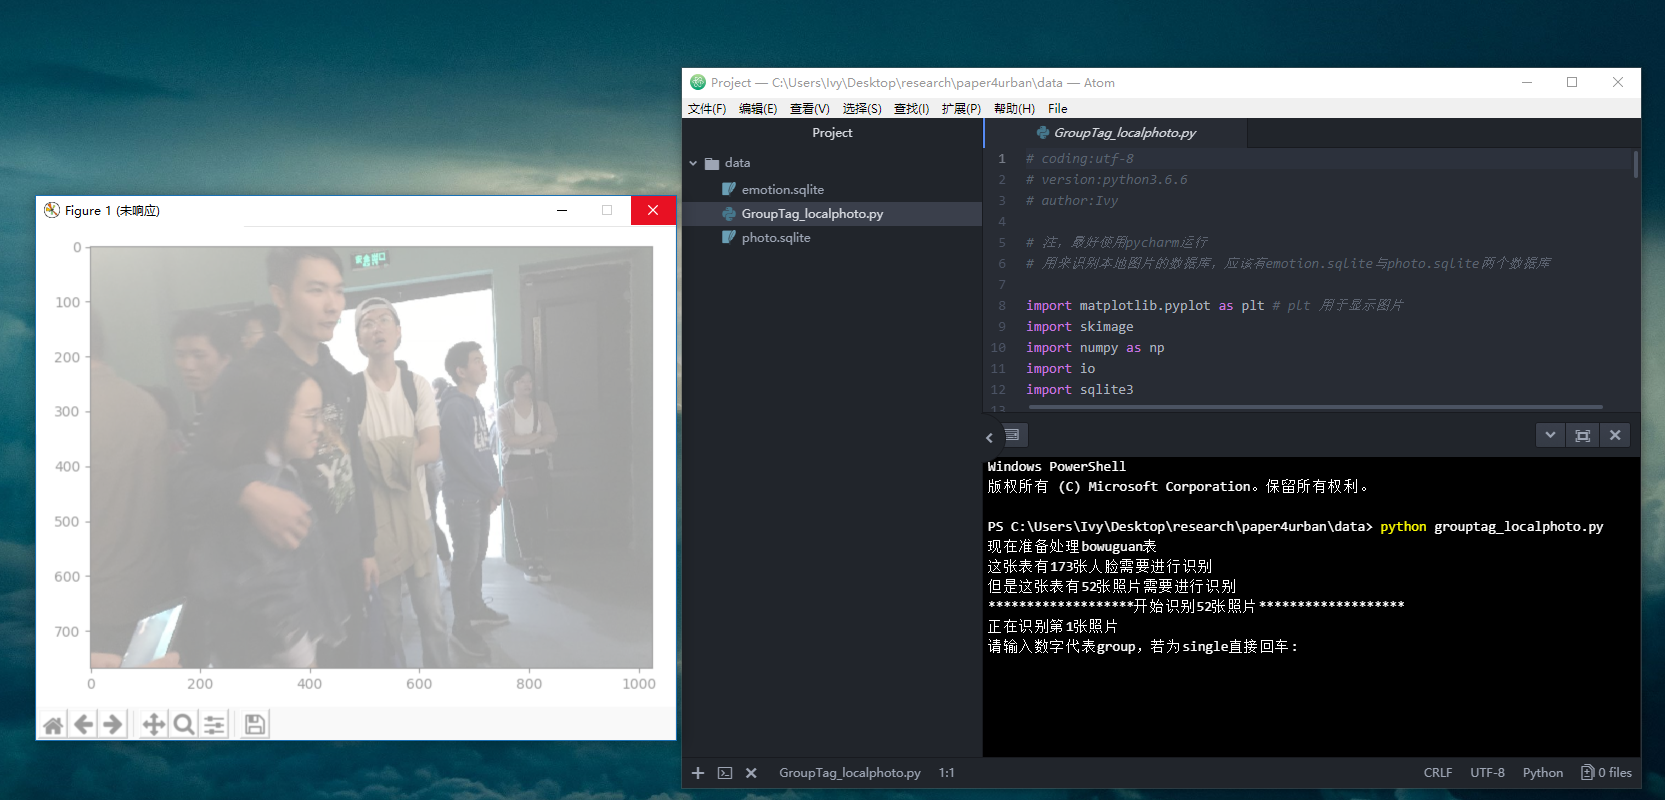 Figure 1 (未响应)
安全出口
0
100
200
300
400
500
600
700
0 200 400 600 800 1000
Project — C:\Users\Ivy\Desktop\research\paper4urban\data — Atom
文件(F) 编辑(E) 查看(V) 选择(S) 查找(I) 扩展(P) 帮助(H) File
Project
data
emotion.sqlite
GroupTag_localphoto.py
photo.sqlite
GroupTag_localphoto.py
1 # coding:utf-8
2 # version:python3.6.6
3 # author:Ivy
4
5 # 注，最好使用pycharm运行
6 # 用来识别本地图片的数据库，应该有emotion.sqlite与photo.sqlite两个数据库
7
8 import matplotlib.pyplot as plt # plt 用于显示图片
9 import skimage
10 import numpy as np
11 import io
12 import sqlite3
13
Windows PowerShell
版权所有 (C) Microsoft Corporation。保留所有权利。
PS C:\Users\Ivy\Desktop\research\paper4urban\data> python grouptag_localphoto.py
现在准备处理bowuguan表
这张表有173张人脸需要进行识别
但是这张表有52张照片需要进行识别
*******************开始识别52张照片*******************
正在识别第1张照片
请输入数字代表group，若为single直接回车:
GroupTag_localphoto.py 1:1 CRLF UTF-8 Python 0 files